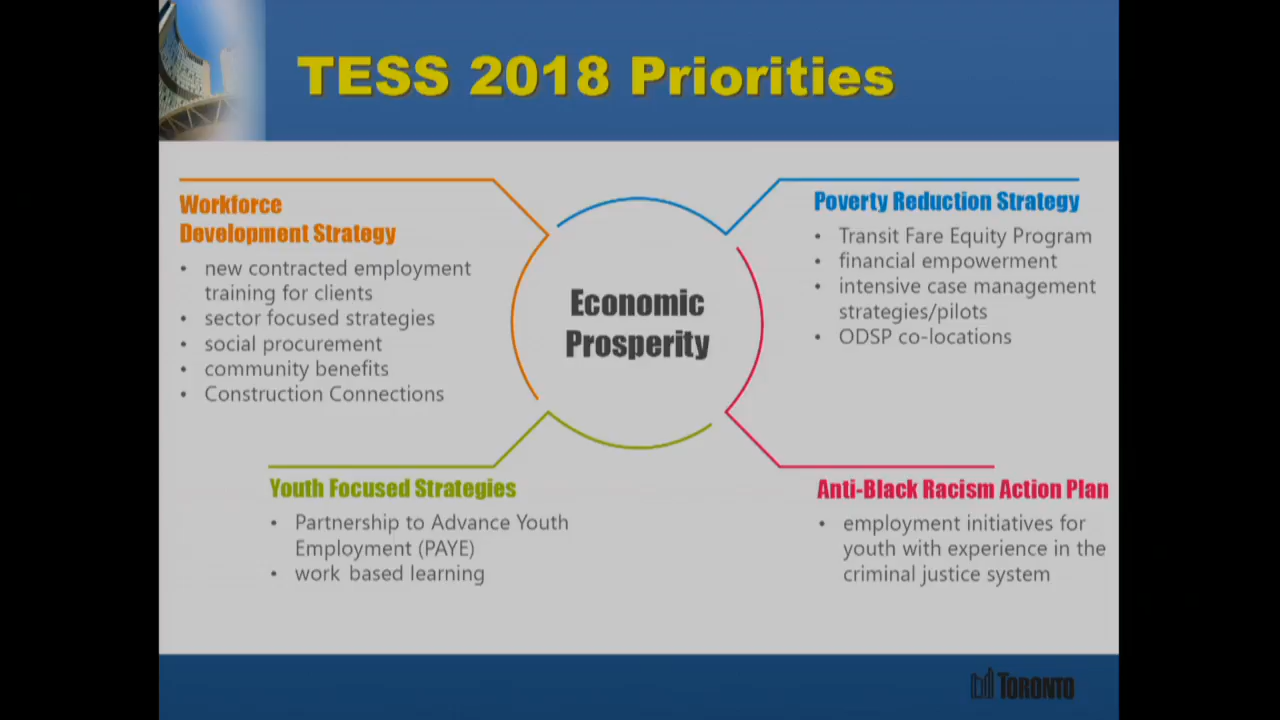 TESS 2018 Priorities
Workforce
Development Strategy
• new contracted employment
training for clients
• sector focused strategies
• social procurement
• community benefits
• Construction Connections
Economic
Prosperity
Poverty Reduction Strategy
• Transit Fare Equity Program
• financial empowerment
• intensive case management
strategies/pilots
• ODSP co-locations
Youth Focused Strategies
• Partnership to Advance Youth
Employment (PAYE)
• work based learning
Anti-Black Racism Action Plan
• employment initiatives for
youth with experience in the
criminal justice system
TORONTO